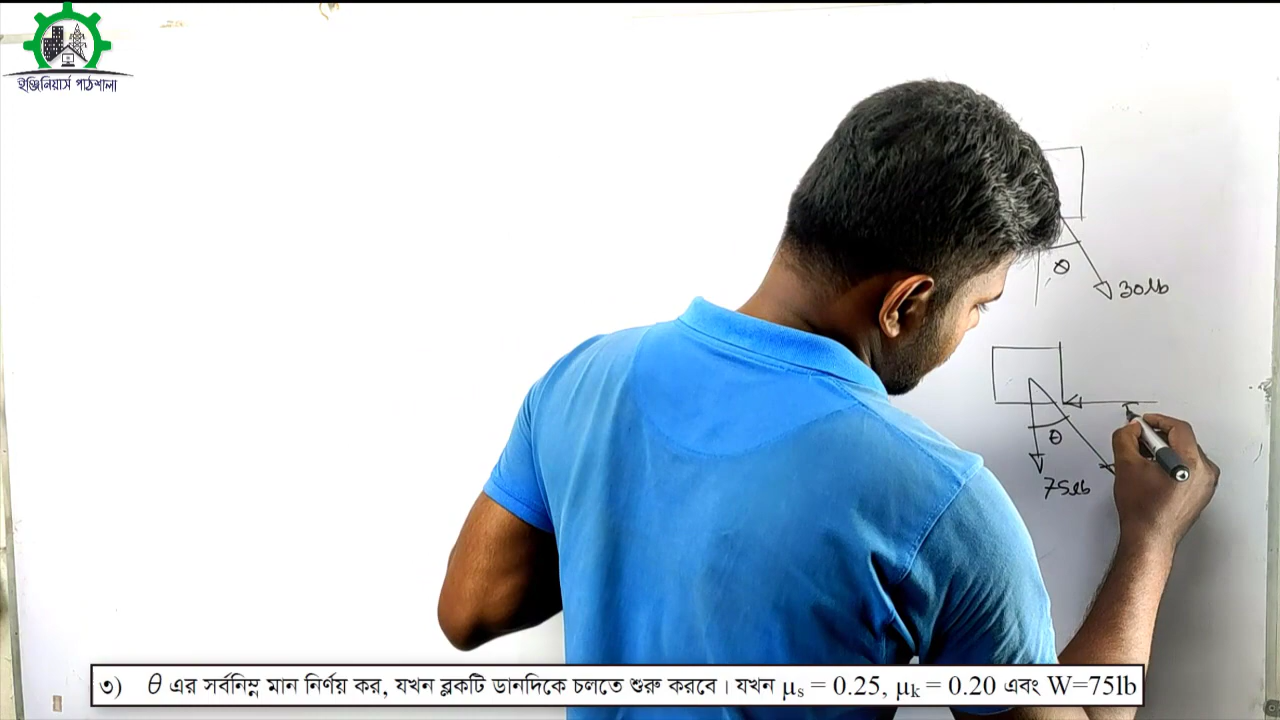 ইঞ্জিনিয়ার্স পাঠশালা
θ
30lb
θ
75lb
৩) θ এর সর্বনিম্ন মান নির্ণয় কর, যখন ব্লকটি ডানদিকে চলতে শুরু করবে। যখন μₛ = 0.25, μₖ = 0.20 এবং W=75lb